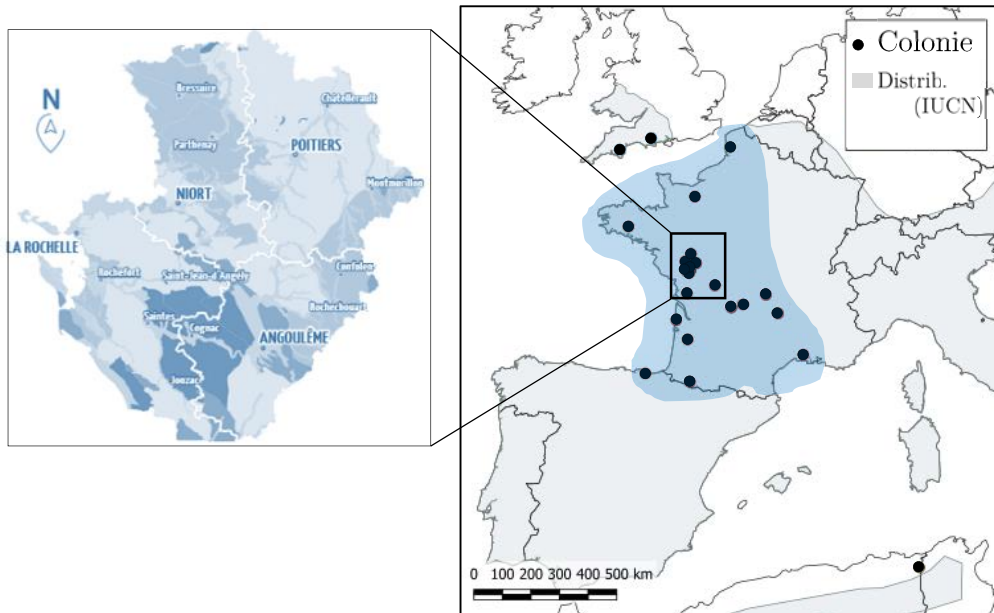 N
Bressuire
Châtellerault
Parthenay
POITIERS
Montmorillon
NIORT
LA ROCHELLE
Rochefort
Saint-Jean-d'Angély
Confolens
Rochechouart
Saintes
Cognac
ANGOULÊME
Jonzac
Colonie
Distrib.
(IUCN)
0 100 200 300 400 500 km